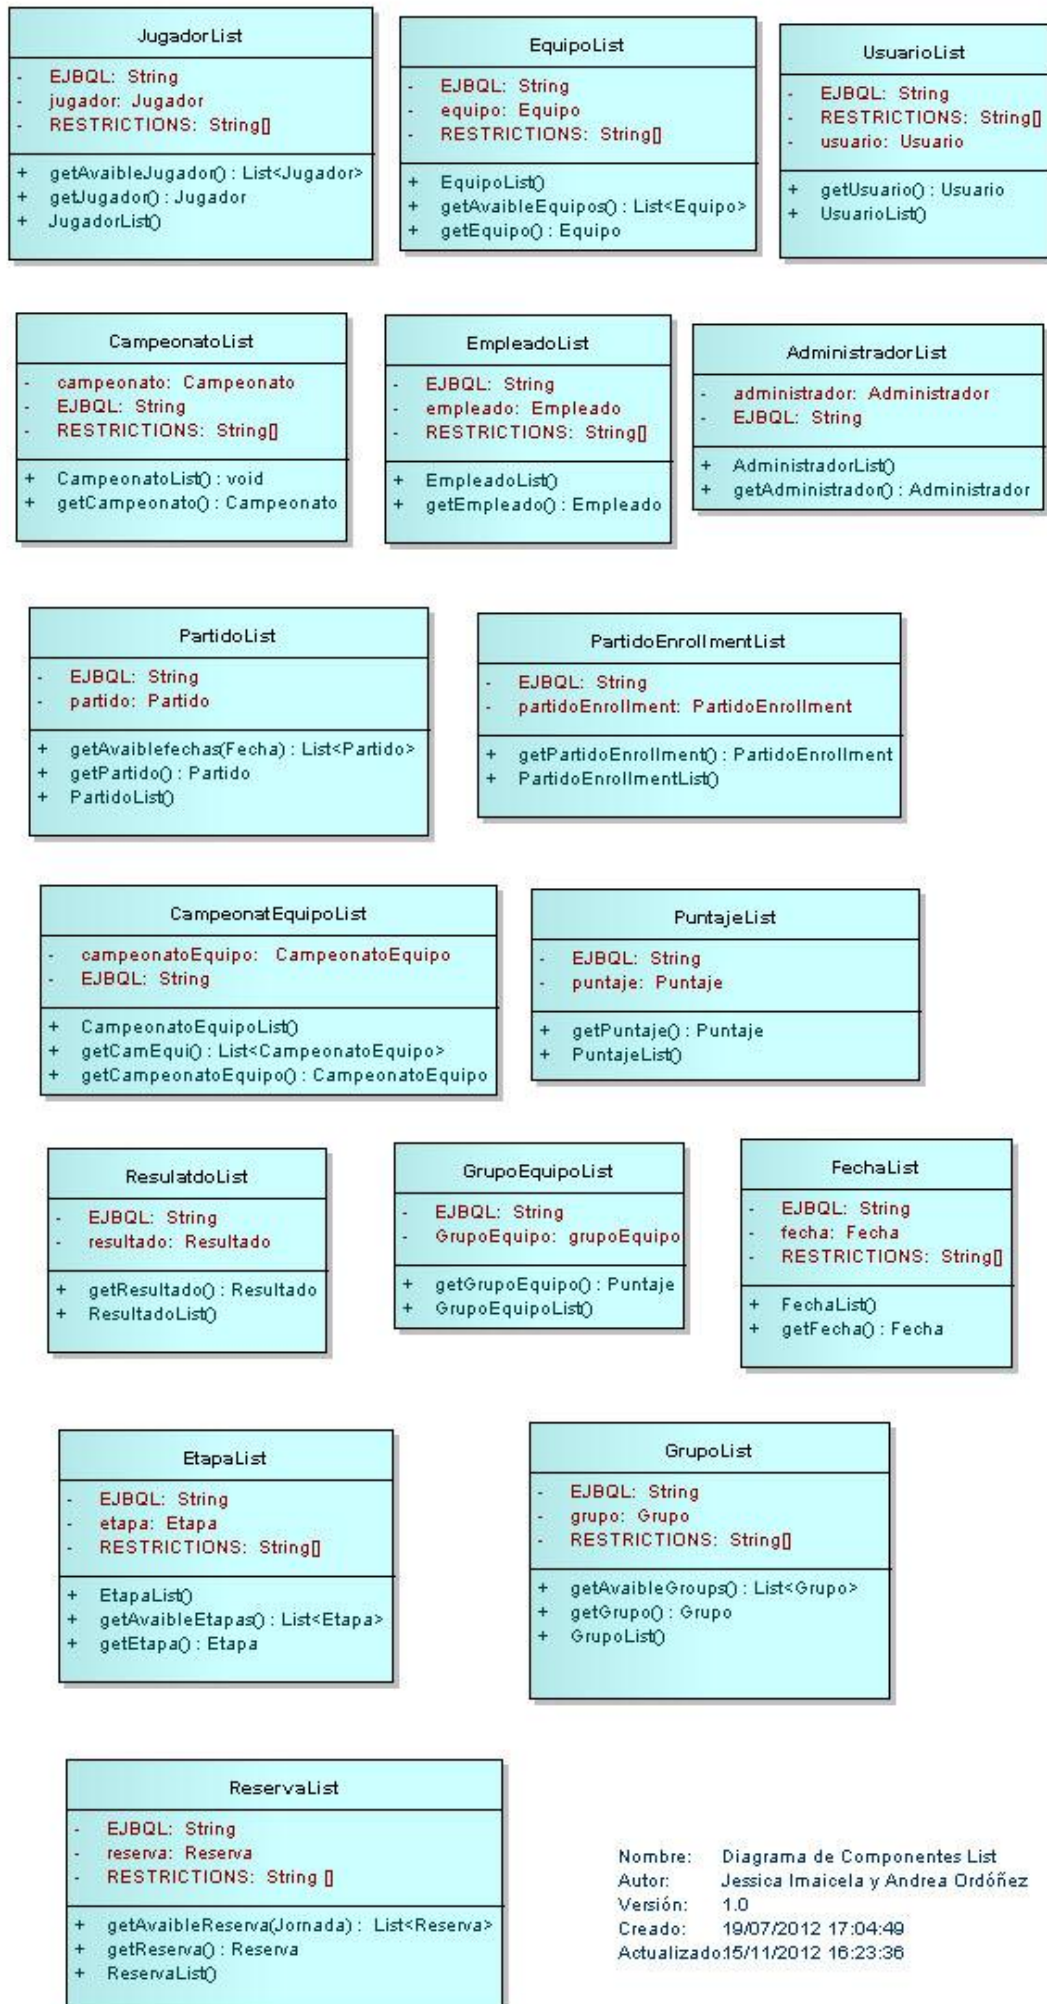 JugadorList
- EJBQL: String
- jugador: Jugador
- RESTRICTIONS: String[]
+ getAvaibleJugador() : List<Jugador>
+ getJugador() : Jugador
+ JugadorList()
EquipoList
- EJBQL: String
- equipo: Equipo
- RESTRICTIONS: String[]
+ EquipoList()
+ getAvaibleEquipos() : List<Equipo>
+ getEquipo() : Equipo
UsuarioList
- EJBQL: String
- RESTRICTIONS: String[]
- usuario: Usuario
+ getUsuario() : Usuario
+ UsuarioList()
CampeonatoList
- campeonato: Campeonato
- EJBQL: String
- RESTRICTIONS: String[]
+ CampeonatoList() : void
+ getCampeonato() : Campeonato
EmpleadoList
- EJBQL: String
- empleado: Empleado
- RESTRICTIONS: String[]
+ EmpleadoList()
+ getEmpleado() : Empleado
AdministradorList
- administrador: Administrador
- EJBQL: String
+ AdministradorList()
+ getAdministrador() : Administrador
PartidoList
- EJBQL: String
- partido: Partido
+ getAvaiblefechas(Fecha) : List<Partido>
+ getPartido() : Partido
+ PartidoList()
PartidoEnrollmentList
- EJBQL: String
- partidoEnrollment: PartidoEnrollment
+ getPartidoEnrollment() : PartidoEnrollment
+ PartidoEnrollmentList()
CampeonatEquipoList
- campeonatoEquipo: CampeonatoEquipo
- EJBQL: String
+ CampeonatoEquipoList()
+ getCamEqui() : List<CampeonatoEquipo>
+ getCampeonatoEquipo() : CampeonatoEquipo
PuntajeList
- EJBQL: String
- puntaje: Puntaje
+ getPuntaje() : Puntaje
+ PuntajeList()
ResulatdoList
- EJBQL: String
- resultado: Resultado
+ getResultado() : Resultado
+ ResultadoList()
GrupoEquipoList
- EJBQL: String
- GrupoEquipo: grupoEquipo
+ getGrupoEquipo() : Puntaje
+ GrupoEquipoList()
FechaList
- EJBQL: String
- fecha: Fecha
- RESTRICTIONS: String[]
+ FechaList()
+ getFecha() : Fecha
EtapaList
- EJBQL: String
- etapa: Etapa
- RESTRICTIONS: String[]
+ EtapaList()
+ getAvaibleEtapas() : List<Etapa>
+ getEtapa() : Etapa
GrupoList
- EJBQL: String
- grupo: Grupo
- RESTRICTIONS: String[]
+ getAvaibleGroups() : List<Grupo>
+ getGrupo() : Grupo
+ GrupoList()
ReservaList
- EJBQL: String
- reserva: Reserva
- RESTRICTIONS: String []
+ getAvaibleReserva(Jornada) : List<Reserva>
+ getReserva() : Reserva
+ ReservaList()
Nombre: Diagrama de Componentes List
Autor: Jessica Imaicela y Andrea Ordóñez
Versión: 1.0
Creado: 19/07/2012 17:04:49
Actualizado:15/11/2012 16:23:36